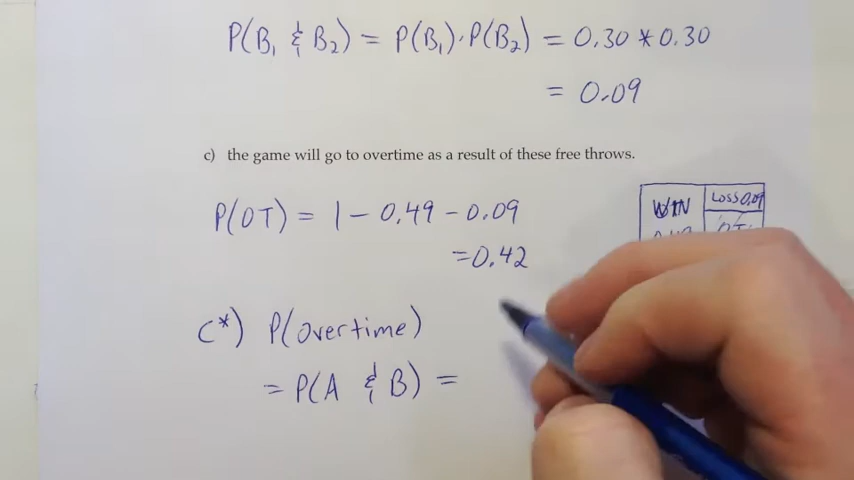 P(B₁ & B₂) = P(B₁)·P(B₂) = 0.30 * 0.30
= 0.09
c) the game will go to overtime as a result of these free throws.
P(OT) = 1 - 0.49 - 0.09
= 0.42
WIN
LOSS 0.09
OT
c*) P(overtime)
= P(A & B) =